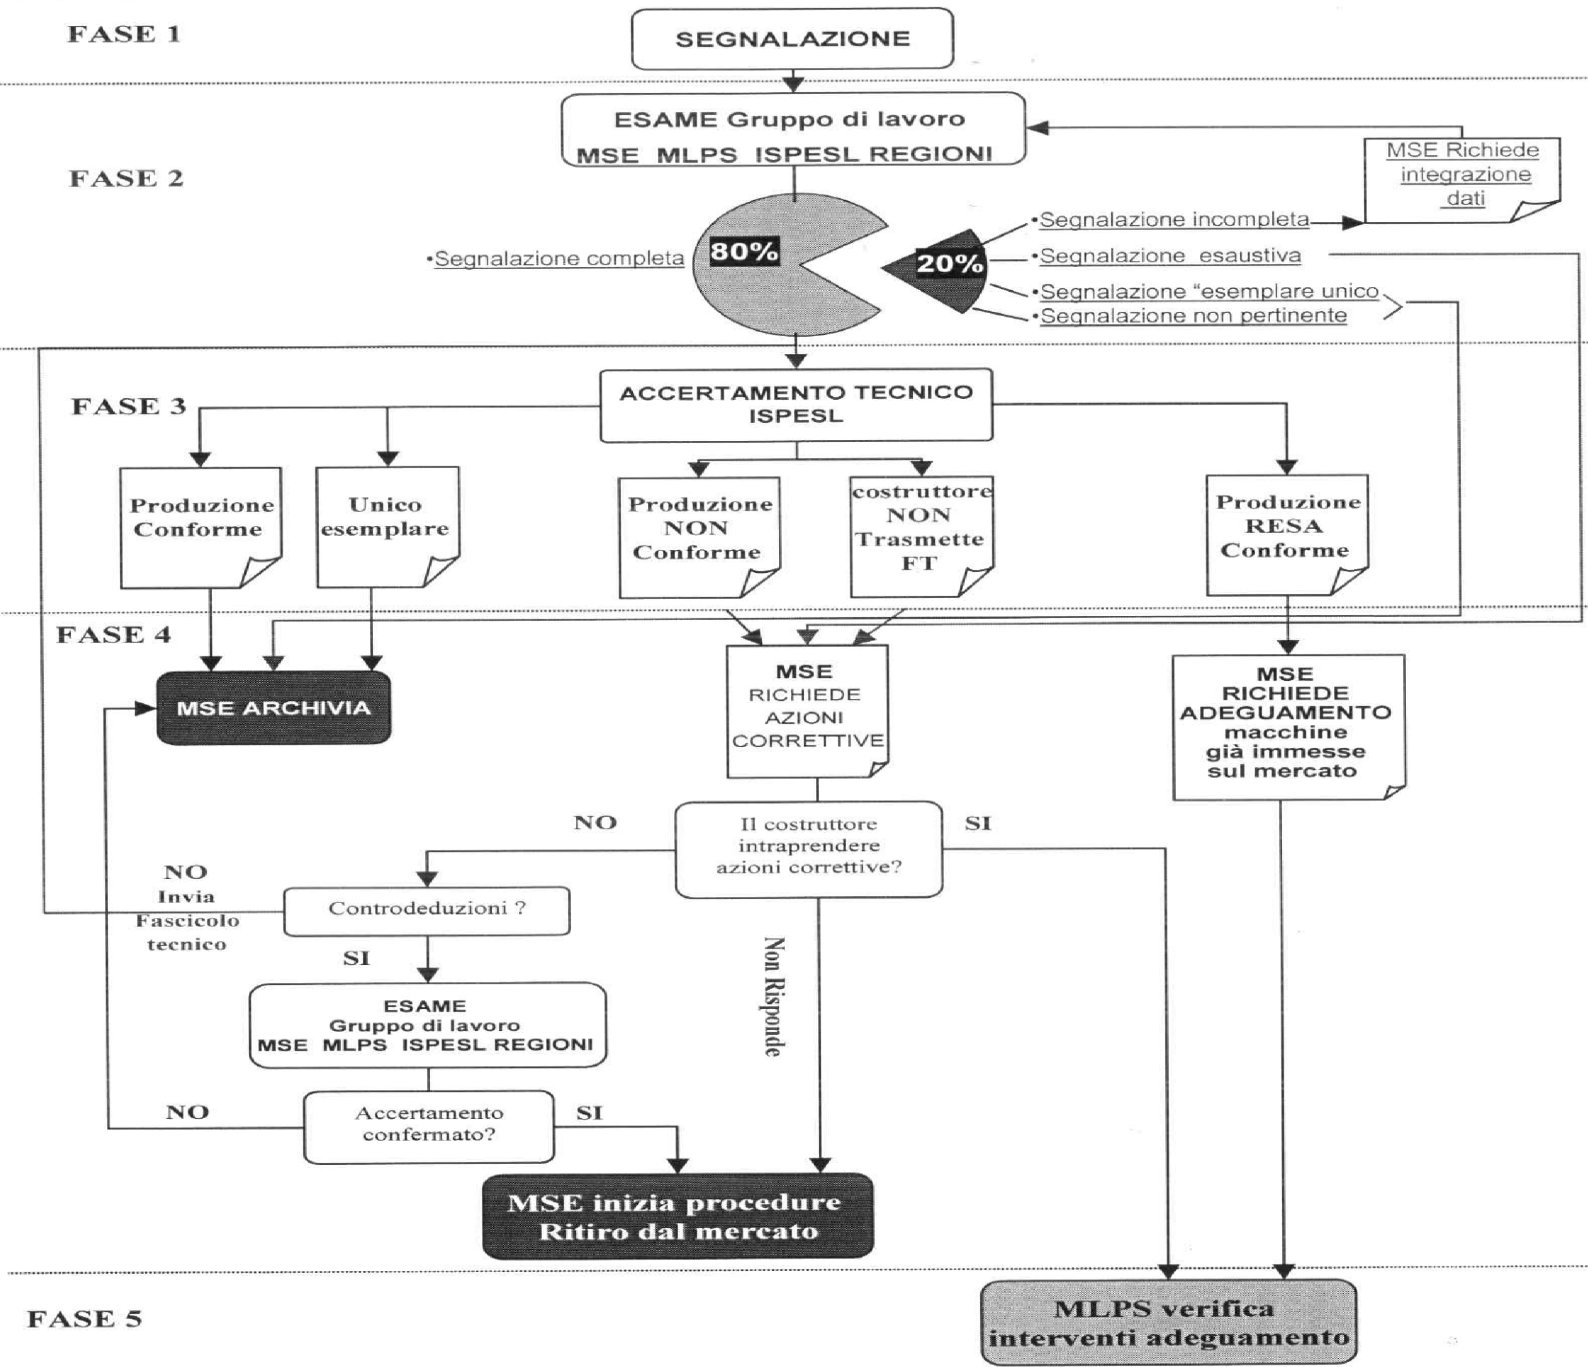 FASE 1
SEGNALAZIONE
ESAME Gruppo di lavoro
MSE MLPS ISPESL REGIONI
FASE 2
MSE Richiede
integrazione
dati
•Segnalazione completa
80%
20%
•Segnalazione incompleta
•Segnalazione esaustiva
•Segnalazione "esemplare unico
•Segnalazione non pertinente
FASE 3
ACCERTAMENTO TECNICO
ISPESL
Produzione
Conforme
Unico
esemplare
Produzione
NON
Conforme
costruttore
NON
Trasmette
FT
Produzione
RESA
Conforme
FASE 4
MSE ARCHIVIA
MSE
RICHIEDE
AZIONI
CORRETTIVE
MSE
RICHIEDE
ADEGUAMENTO
macchine
già immesse
sul mercato
NO
Il costruttore
intraprendere
azioni correttive?
SI
NO
Invia
Fascicolo
tecnico
Controdeduzioni ?
SI
Non Risponde
ESAME
Gruppo di lavoro
MSE MLPS ISPESL REGIONI
NO
Accertamento
confermato?
SI
MSE inizia procedure
Ritiro dal mercato
FASE 5
MLPS verifica
interventi adeguamento